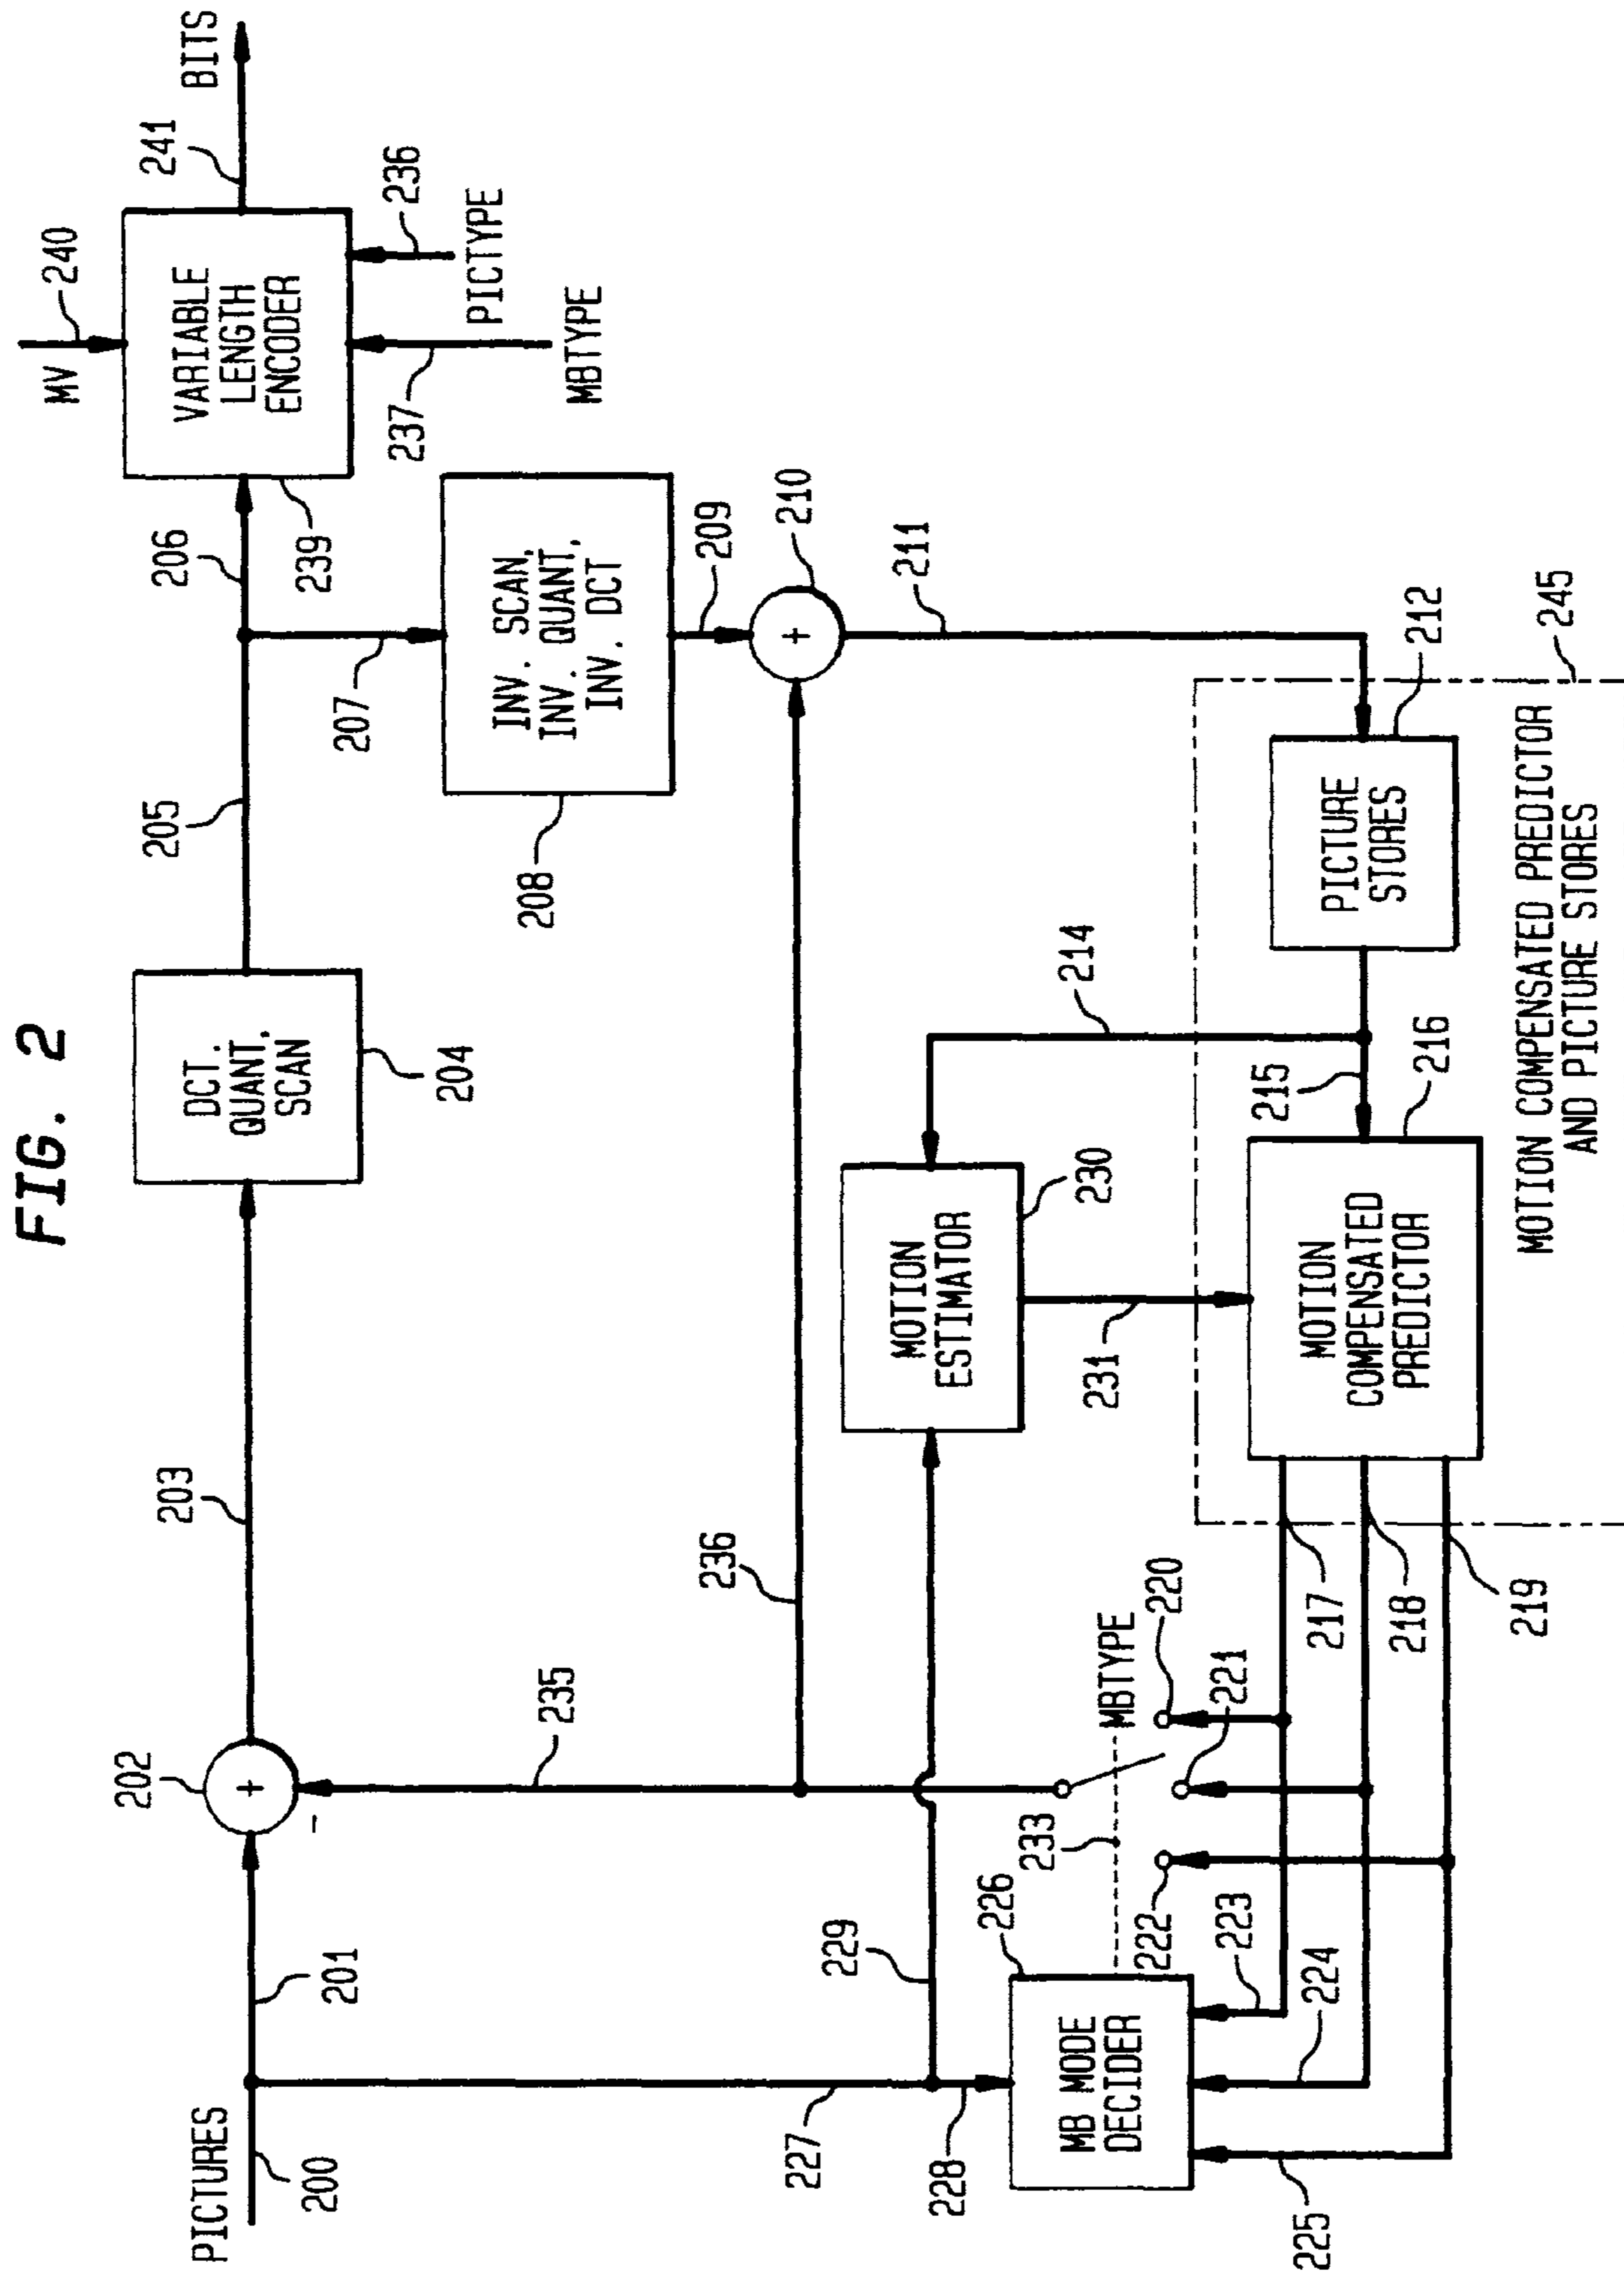 FIG. 2
PICTURES
200
201
202
+
-
203
DCT.
QUANT,
SCAN
204
205
206
207
MV
240
VARIABLE
LENGTH
ENCODER
239
241
BITS
236
PICTYPE
237
MBTYPE
INV. SCAN,
INV. QUANT,
INV. DCT
208
209
+
210
211
235
236
227
228
229
MB MODE
DECIDER
226
233
MBTYPE
220
221
222
223
224
225
MOTION
ESTIMATOR
230
231
214
215
PICTURE
STORES
212
MOTION
COMPENSATED
PREDICTOR
216
217
218
219
245
MOTION COMPENSATED PREDICTOR
AND PICTURE STORES